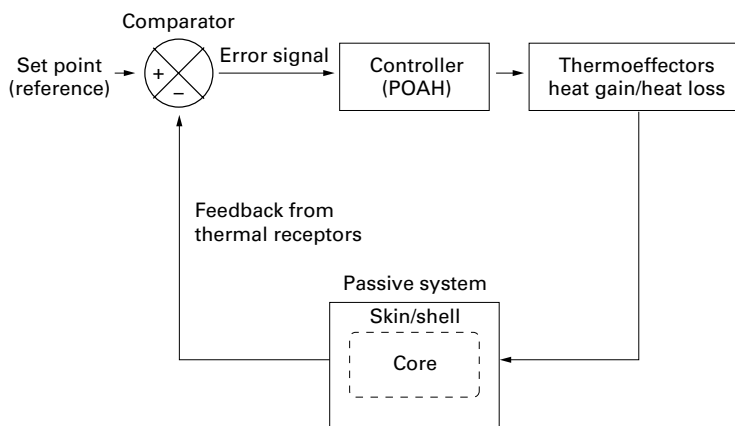 Comparator
Set point
(reference)
+
−
Error signal
Controller
(POAH)
Thermoeffectors
heat gain/heat loss
Feedback from
thermal receptors
Passive system
Skin/shell
Core